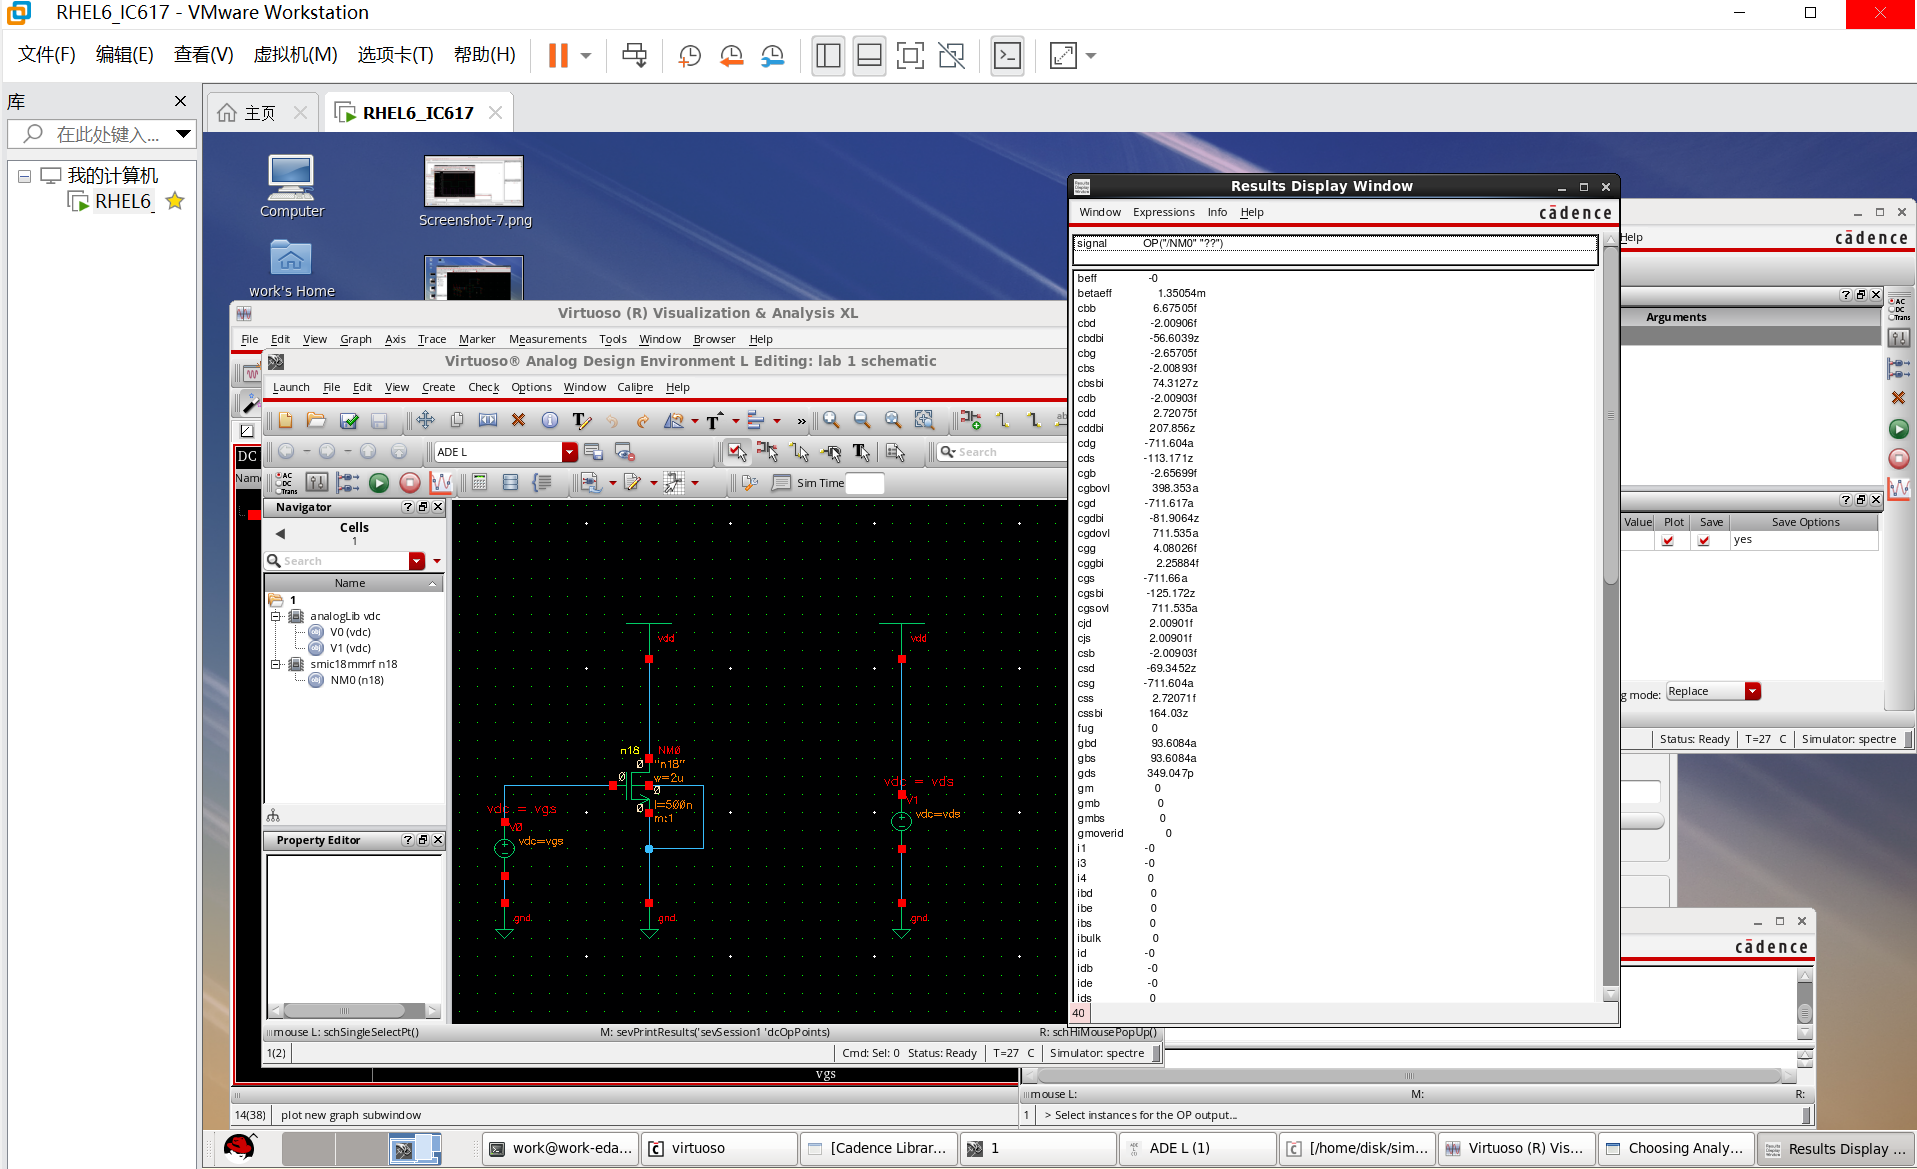 RHEL6_IC617 - VMware Workstation
文件(F) 编辑(E) 查看(V) 虚拟机(M) 选项卡(T) 帮助(H)
库
主页
RHEL6_IC617
在此处键入...
我的计算机
RHEL6_
Computer
Screenshot-7.png
work's Home
Virtuoso (R) Visualization & Analysis XL
File Edit View Graph Axis Trace Marker Measurements Tools Window Browser Help
Virtuoso® Analog Design Environment L Editing: lab 1 schematic
Launch File Edit View Create Check Options Window Calibre Help
ADE L
Search
Sim Time
DC
Name
Navigator
Cells
1
Search
Name
1
analogLib vdc
V0 (vdc)
V1 (vdc)
smic18mmrf n18
NM0 (n18)
Property Editor
vdd
vdd
n18 NM0
0 "n18"
0 w=2u
0
0 l=500n
m:1
vdc = vgs
V0
vdc=vgs
vdc = vds
V1
vdc=vds
gnd
gnd
gnd
mouse L: schSingleSelectPt()
M: sevPrintResults('sevSession1 'dcOpPoints)
R: schHiMousePopUp()
1(2)
Cmd: Sel: 0 Status: Ready T=27 C Simulator: spectre
vgs
14(38) plot new graph subwindow
Results Display Window
Window Expressions Info Help
cādence
signal OP("/NM0" "??")
beff -0
betaeff 1.35054m
cbb 6.67505f
cbd -2.00906f
cbdbi -56.6039z
cbg -2.65705f
cbs -2.00893f
cbsbi 74.3127z
cdb -2.00903f
cdd 2.72075f
cddbi 207.856z
cdg -711.604a
cds -113.171z
cgb -2.65699f
cgbovl 398.353a
cgd -711.617a
cgdbi -81.9064z
cgdovl 711.535a
cgg 4.08026f
cggbi 2.25884f
cgs -711.66a
cgsbi -125.172z
cgsovl 711.535a
cjd 2.00901f
cjs 2.00901f
csb -2.00903f
csd -69.3452z
csg -711.604a
css 2.72071f
cssbi 164.03z
fug 0
gbd 93.6084a
gbs 93.6084a
gds 349.047p
gm 0
gmb 0
gmbs 0
gmoverid 0
i1 -0
i3 -0
i4 0
ibd 0
ibe 0
ibs 0
ibulk 0
id -0
idb -0
ide -0
ids 0
40
Help
cādence
Arguments
AC
DC
Trans
Value Plot Save Save Options
yes
g mode: Replace
Status: Ready T=27 C Simulator: spectre
cādence
mouse L: M: R:
1 > Select instances for the OP output...
work@work-eda...
virtuoso
[Cadence Librar...
1
ADE L (1)
[/home/disk/sim...
Virtuoso (R) Vis...
Choosing Analy...
Results Display ...